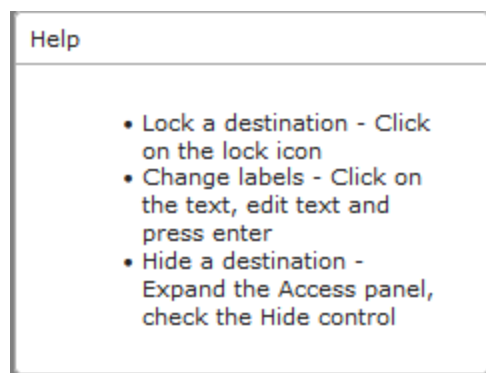 Help
• Lock a destination - Click
on the lock icon
• Change labels - Click on
the text, edit text and
press enter
• Hide a destination -
Expand the Access panel,
check the Hide control